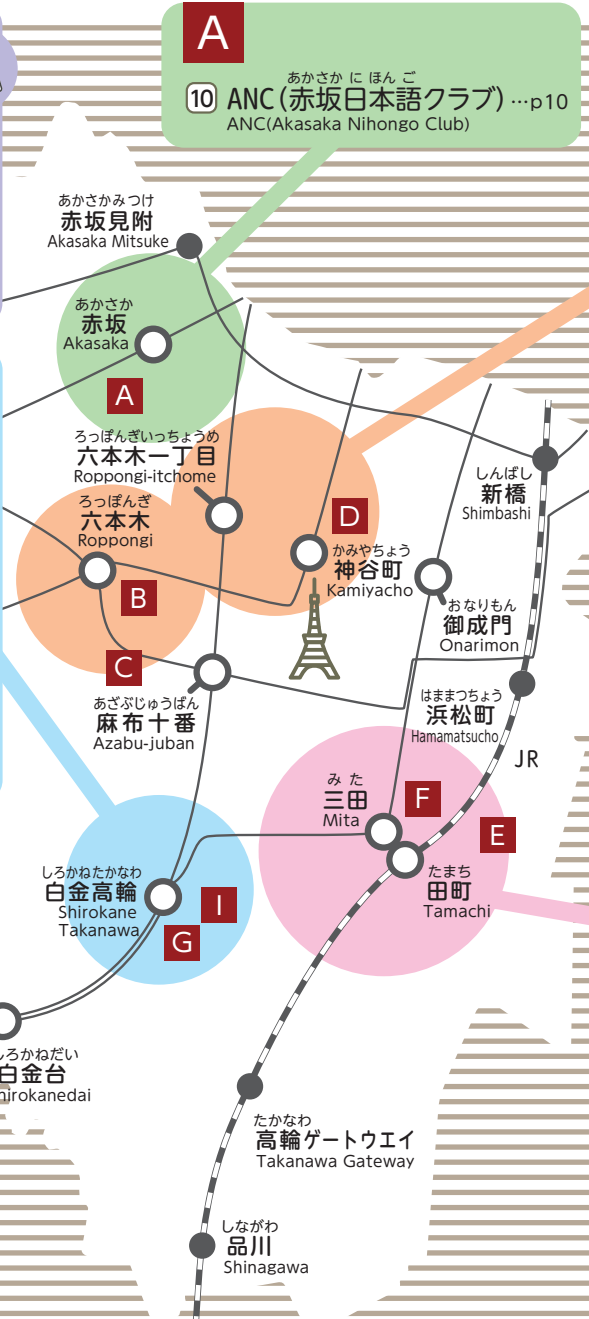 A
あかさか に ほん ご
10 ANC(赤坂日本語クラブ)…p10
ANC(Akasaka Nihongo Club)
あかさかみつけ
赤坂見附
Akasaka Mitsuke
あかさか
赤坂
Akasaka
A
ろっぽんぎいっちょうめ
六本木一丁目
Roppongi-itchome
ろっぽんぎ
六本木
Roppongi
B
D
かみやちょう
神谷町
Kamiyacho
しんばし
新橋
Shimbashi
おなりもん
御成門
Onarimon
C
あざぶじゅうばん
麻布十番
Azabu-juban
はままつちょう
浜松町
Hamamatsucho
JR
みた
三田
Mita
F
E
たまち
田町
Tamachi
しろかねたかなわ
白金高輪
Shirokane
Takanawa
I
G
しろかねだい
白金台
hirokanedai
たかなわ
高輪ゲートウエイ
Takanawa Gateway
しながわ
品川
Shinagawa